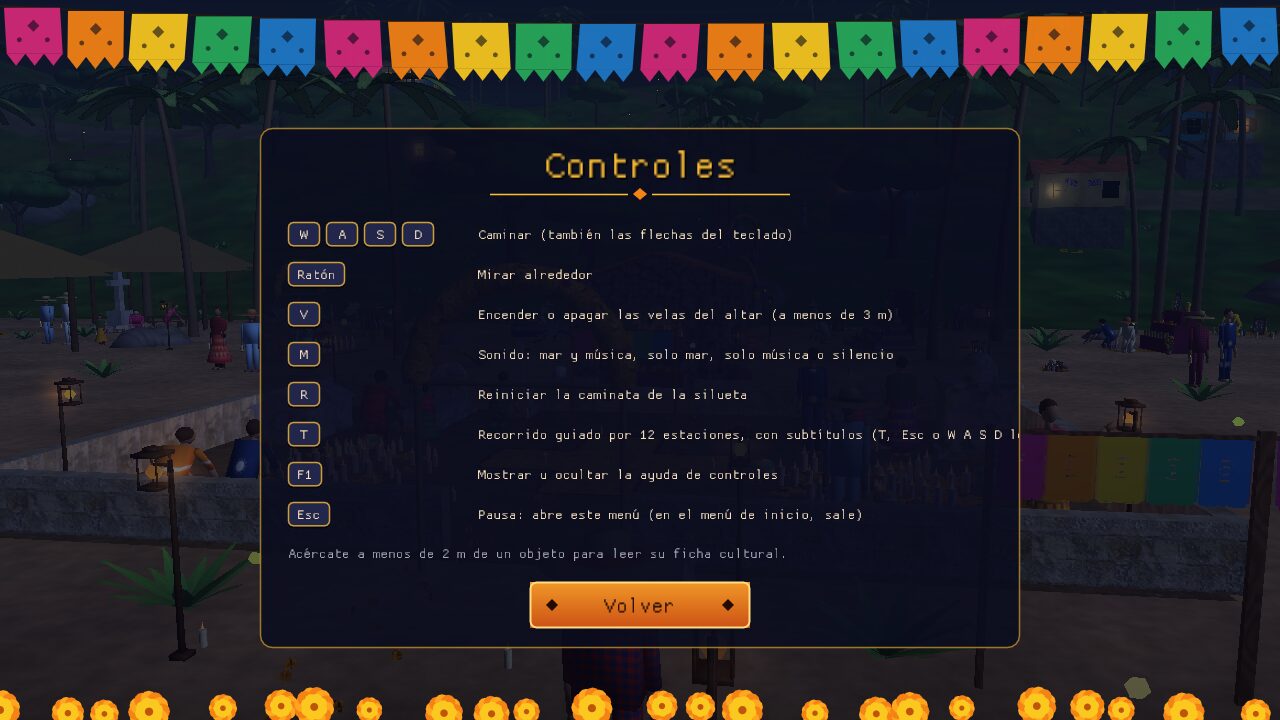 Controles
W A S D Caminar (también las flechas del teclado)
Ratón Mirar alrededor
V Encender o apagar las velas del altar (a menos de 3 m)
M Sonido: mar y música, solo mar, solo música o silencio
R Reiniciar la caminata de la silueta
T Recorrido guiado por 12 estaciones, con subtítulos (T, Esc o W A S D
F1 Mostrar u ocultar la ayuda de controles
Esc Pausa: abre este menú (en el menú de inicio, sale)
Acércate a menos de 2 m de un objeto para leer su ficha cultural.
Volver